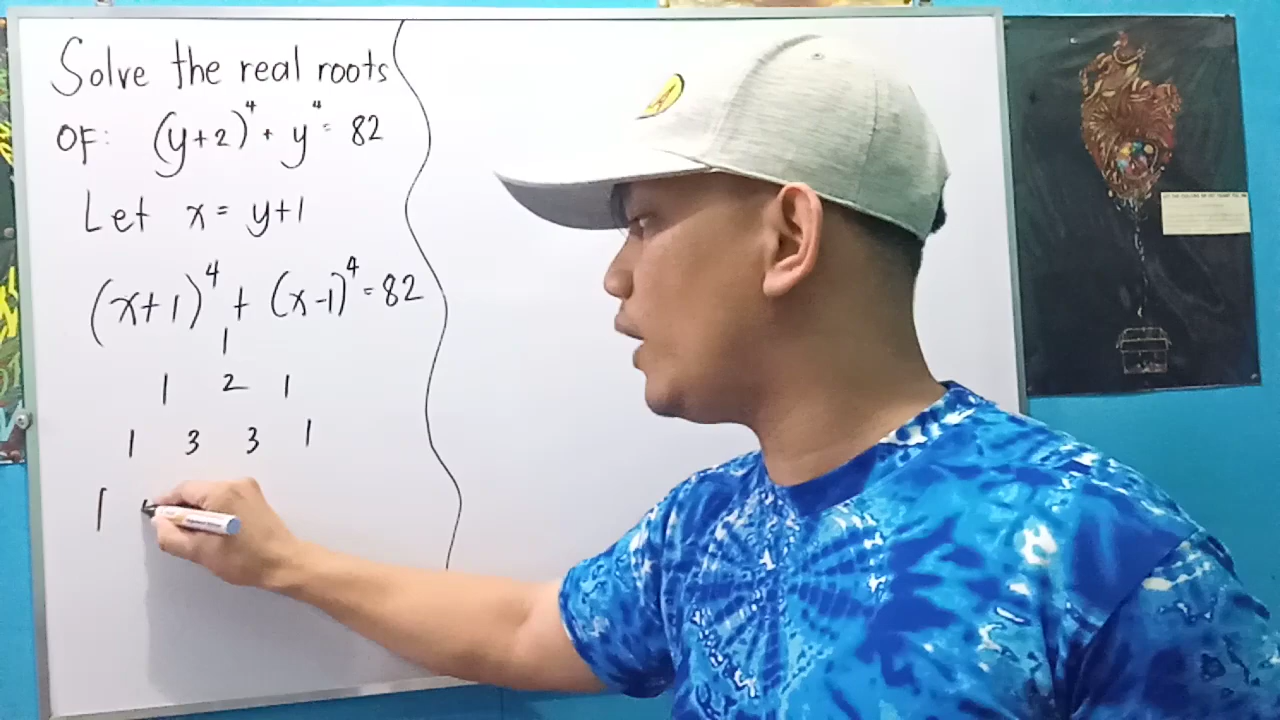 Solve the real roots
OF: (y+2)⁴ + y⁴ = 82
Let x = y+1
(x+1)⁴ + (x-1)⁴ = 82
1
1 2 1
1 3 3 1
1